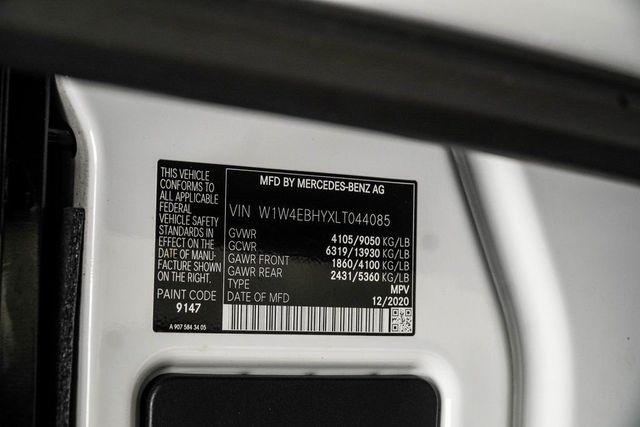 THIS VEHICLE
CONFORMS TO
ALL APPLICABLE
FEDERAL
VEHICLE SAFETY
STANDARDS IN
EFFECT ON THE
DATE OF MANU-
FACTURE SHOWN
ON THIS LABEL.
PAINT CODE
9147
A 907 584 34 05
MFD BY MERCEDES-BENZ AG
VIN W1W4EBHYXLT044085
GVWR 4105/9050 KG/LB
GCWR 6319/13930 KG/LB
GAWR FRONT 1860/4100 KG/LB
GAWR REAR 2431/5360 KG/LB
TYPE MPV
DATE OF MFD 12/2020